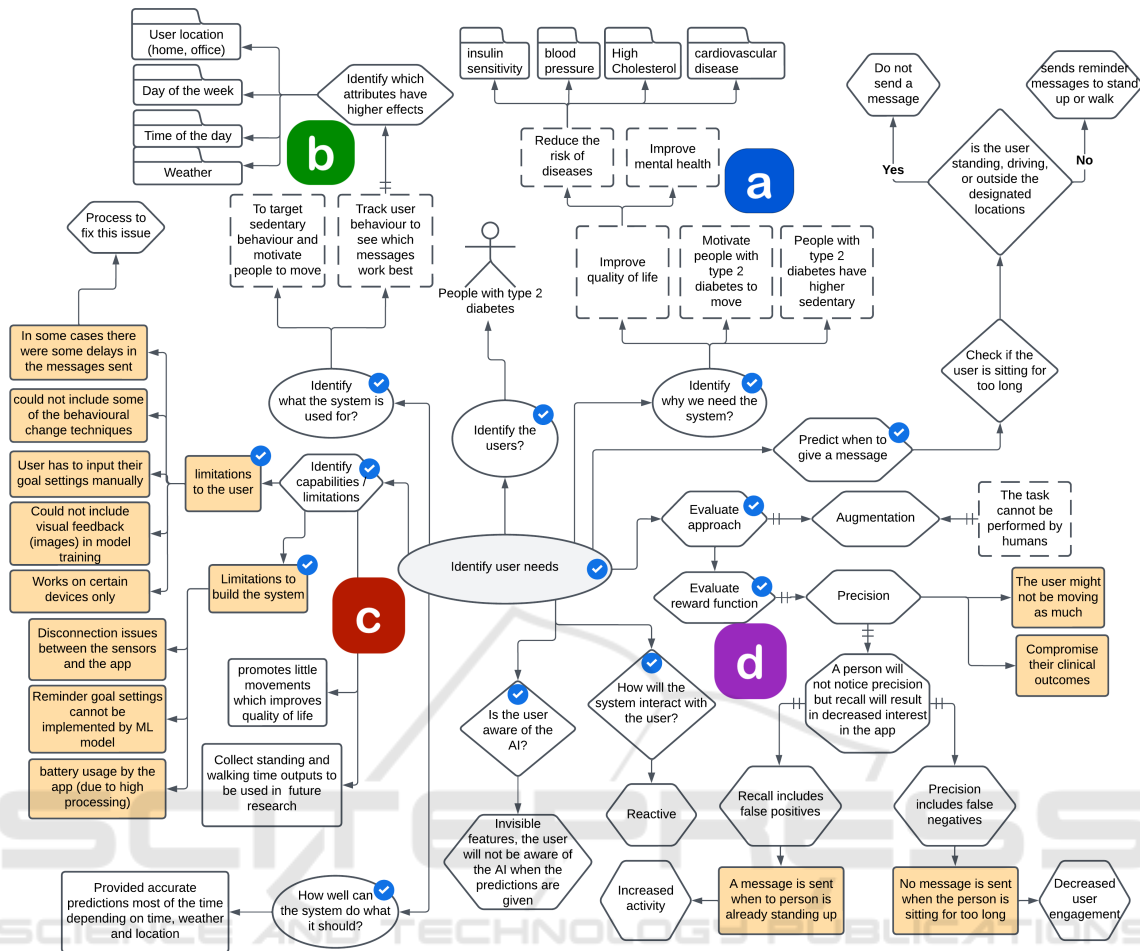 User location
(home, office)
Day of the week
Time of the day
Weather
Identify which
attributes have
higher effects
b
insulin
sensitivity
blood
pressure
High
Cholesterol
cardiovascular
disease
Reduce the
risk of
diseases
Improve
mental health
a
Do not
send a
message
sends reminder
messages to stand
up or walk
is the user
standing, driving,
or outside the
designated
locations
Yes
No
Process to
fix this issue
To target
sedentary
behaviour and
motivate
people to move
Track user
behaviour to
see which
messages
work best
People with type 2
diabetes
Improve
quality of life
Motivate
people with
type 2
diabetes to
move
People with
type 2
diabetes have
higher
sedentary
In some cases there
were some delays in
the messages sent
could not include some
of the behavioural
change techniques
User has to input their
goal settings manually
Could not include
visual feedback
(images) in model
training
Works on certain
devices only
Identify
what the system is
used for?
Identify the
users?
Identify
why we need the
system?
Check if the
user is sitting for
too long
Predict when to
give a message
limitations
to the user
Identify
capabilities /
limitations
Limitations to
build the system
Identify user needs
Evaluate
approach
Augmentation
The task
cannot be
performed by
humans
Evaluate
reward function
Precision
The user might
not be moving
as much
Compromise
their clinical
outcomes
c
d
Disconnection issues
between the sensors
and the app
Reminder goal settings
cannot be
implemented by ML
model
battery usage by the
app (due to high
processing)
promotes little
movements
which improves
quality of life
Collect standing and
walking time outputs to
be used in future
research
Is the user
aware of the
AI?
How will the
system interact with
the user?
A person will
not notice precision
but recall will result
in decreased interest
in the app
Invisible
features, the user
will not be aware of
the AI when the
predictions are
given
Reactive
Recall includes
false positives
Precision
includes false
negatives
Provided accurate
predictions most of the time
depending on time, weather
and location
How well can
the system do what
it should?
Increased
activity
A message is sent
when to person is
already standing up
No message is sent
when the person is
sitting for too long
Decreased
user
engagement
SCITEPRESS
SCIENCE AND TECHNOLOGY PUBLICATIONS